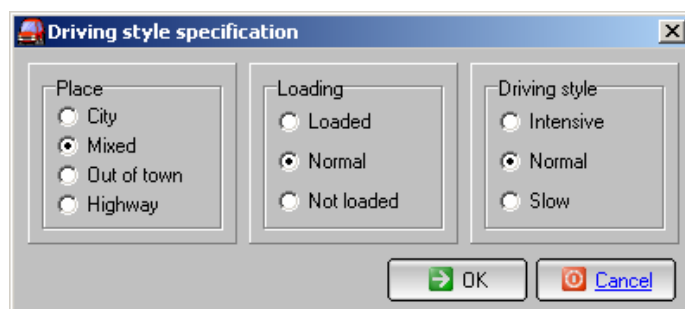 Driving style specification
Place
City
Mixed
Out of town
Highway
Loading
Loaded
Normal
Not loaded
Driving style
Intensive
Normal
Slow
OK
Cancel